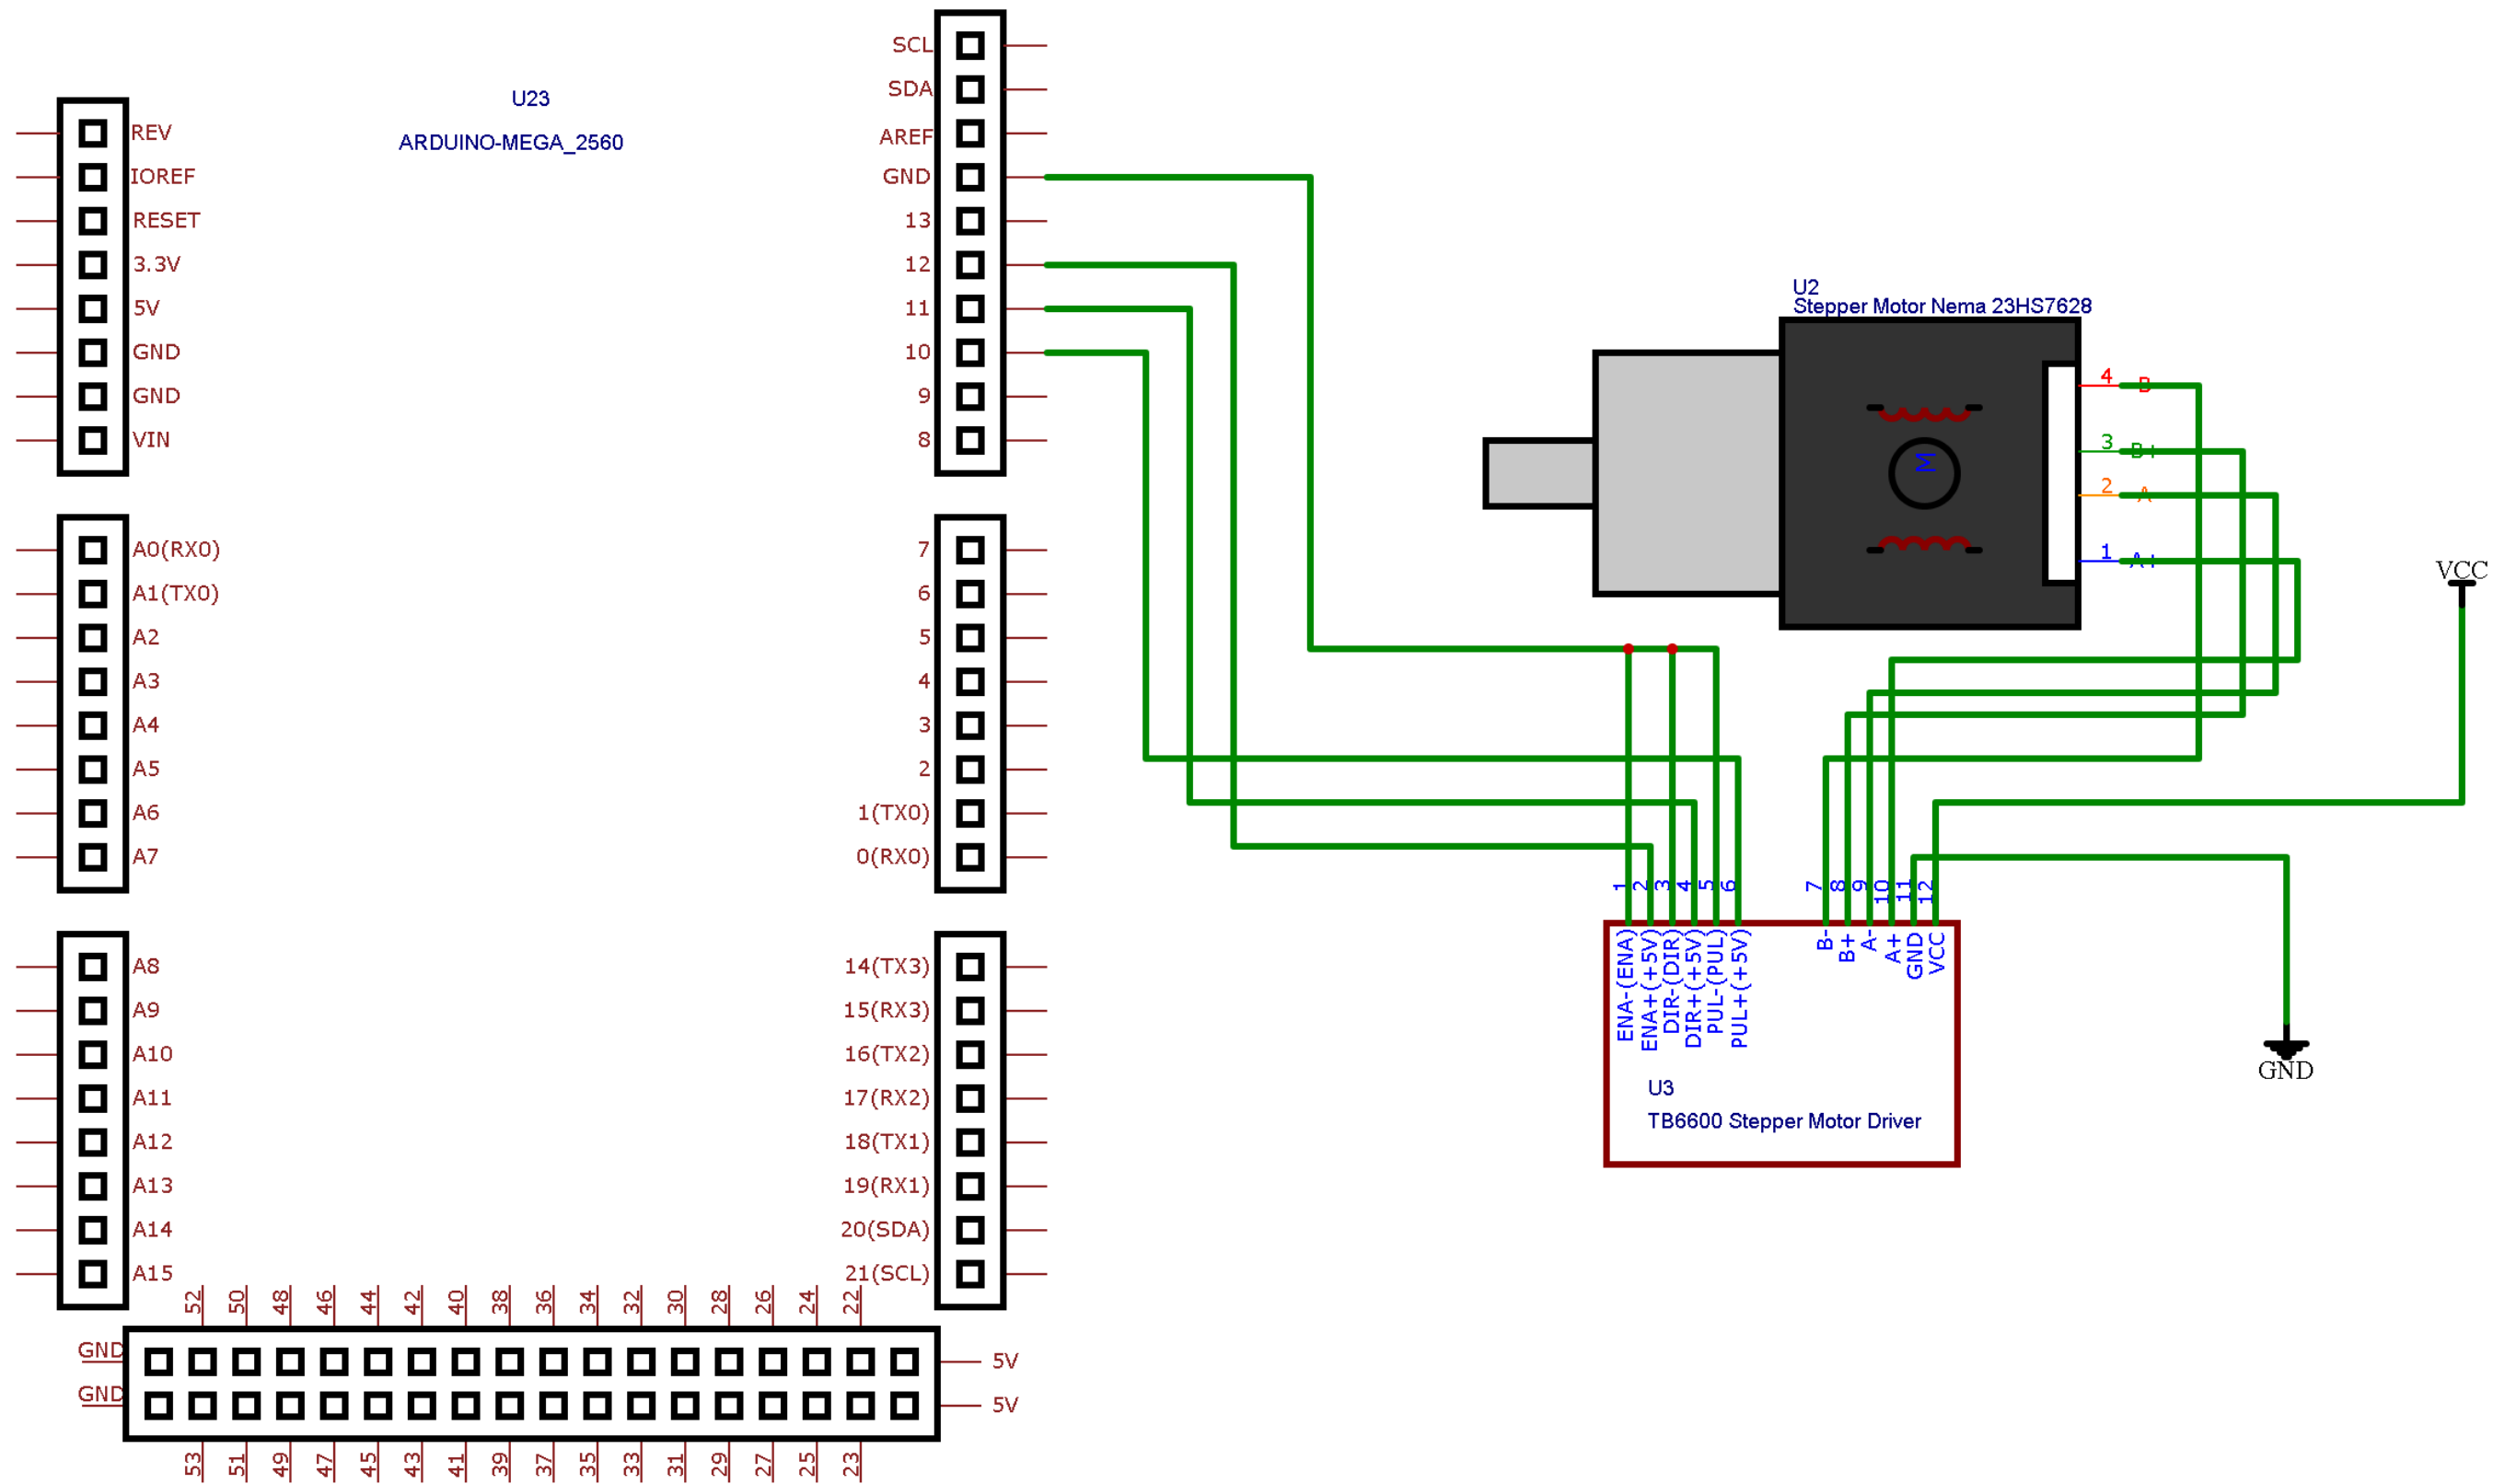 U23
ARDUINO-MEGA_2560
REV
IOREF
RESET
3.3V
5V
GND
GND
VIN
A0(RX0)
A1(TX0)
A2
A3
A4
A5
A6
A7
A8
A9
A10
A11
A12
A13
A14
A15
SCL
SDA
AREF
GND
13
12
11
10
9
8
7
6
5
4
3
2
1(TX0)
0(RX0)
14(TX3)
15(RX3)
16(TX2)
17(RX2)
18(TX1)
19(RX1)
20(SDA)
21(SCL)
52 50 48 46 44 42 40 38 36 34 32 30 28 26 24 22
GND
5V
GND
5V
53 51 49 47 45 43 41 39 37 35 33 31 29 27 25 23
U2
Stepper Motor Nema 23HS7628
M
4 B-
3 B+
2 A-
1 A+
VCC
GND
1 2 3 4 5 6 7 8 9 10 11 12
ENA-(ENA)
ENA+(+5V)
DIR-(DIR)
DIR+(+5V)
PUL-(PUL)
PUL+(+5V)
B-
B+
A-
A+
GND
VCC
U3
TB6600 Stepper Motor Driver